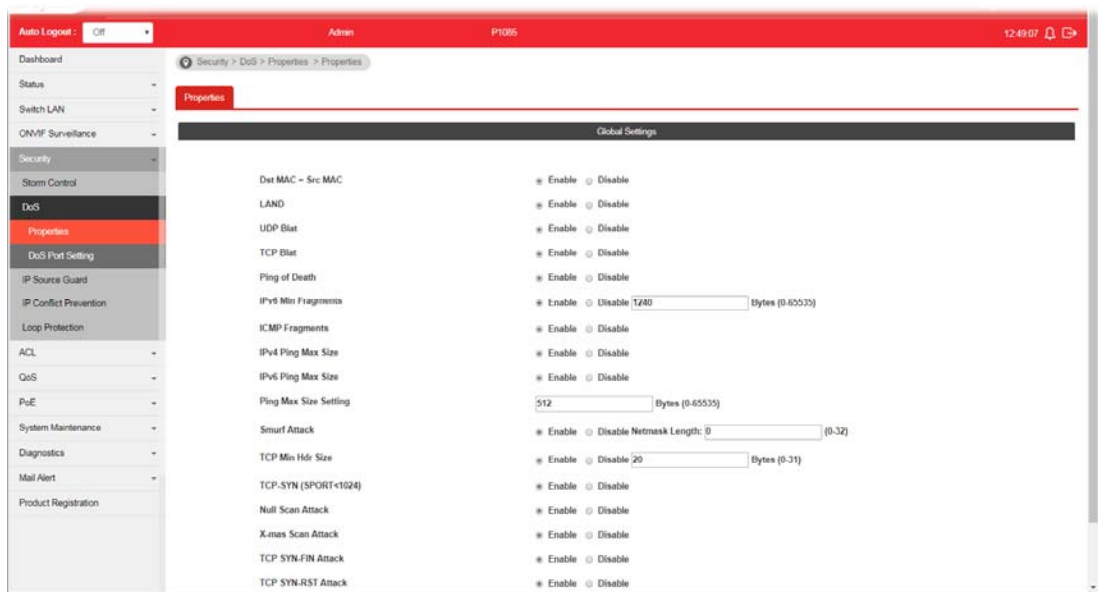 Auto Logout : Off Admin P1085 12:49:07
Dashboard
Status
Switch LAN
ONVIF Surveillance
Security
Storm Control
DoS
Properties
DoS Port Setting
IP Source Guard
IP Conflict Prevention
Loop Protection
ACL
QoS
PoE
System Maintenance
Diagnostics
Mail Alert
Product Registration
Security > DoS > Properties > Properties
Properties
Global Settings
Dst MAC = Src MAC Enable Disable
LAND Enable Disable
UDP Blat Enable Disable
TCP Blat Enable Disable
Ping of Death Enable Disable
IPv6 Min Fragments Enable Disable 1240 Bytes (0-65535)
ICMP Fragments Enable Disable
IPv4 Ping Max Size Enable Disable
IPv6 Ping Max Size Enable Disable
Ping Max Size Setting 512 Bytes (0-65535)
Smurf Attack Enable Disable Netmask Length: 0 (0-32)
TCP Min Hdr Size Enable Disable 20 Bytes (0-31)
TCP-SYN (SPORT<1024) Enable Disable
Null Scan Attack Enable Disable
X-mas Scan Attack Enable Disable
TCP SYN-FIN Attack Enable Disable
TCP SYN-RST Attack Enable Disable